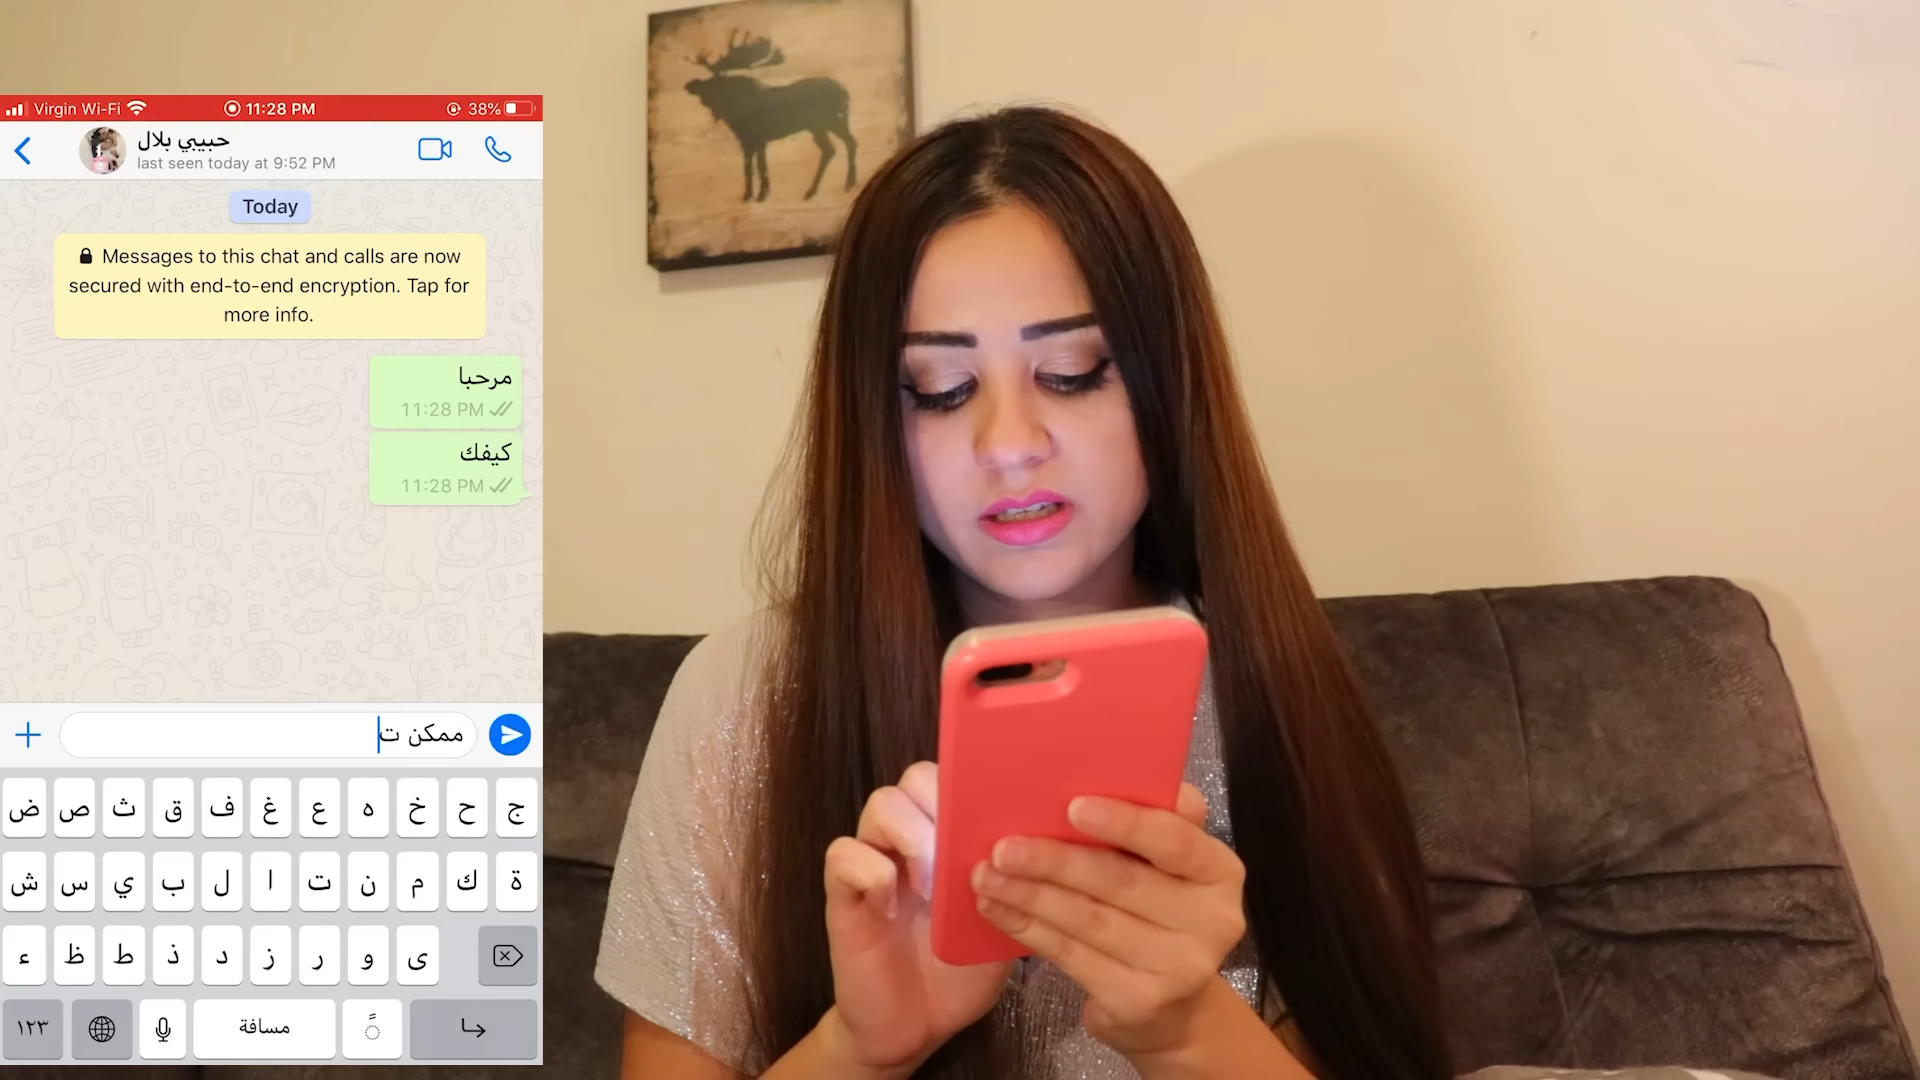 Virgin Wi-Fi 11:28 PM 38%
حبيبي بلال
last seen today at 9:52 PM
Today
Messages to this chat and calls are now
secured with end-to-end encryption. Tap for
more info.
مرحبا
11:28 PM
كيفك
11:28 PM
ممكن ت
ض ص ث ق ف غ ع ه خ ح ج
ش س ي ب ل ا ت ن م ك ة
ء ظ ط ذ د ز ر و ى
١٢٣ مسافة